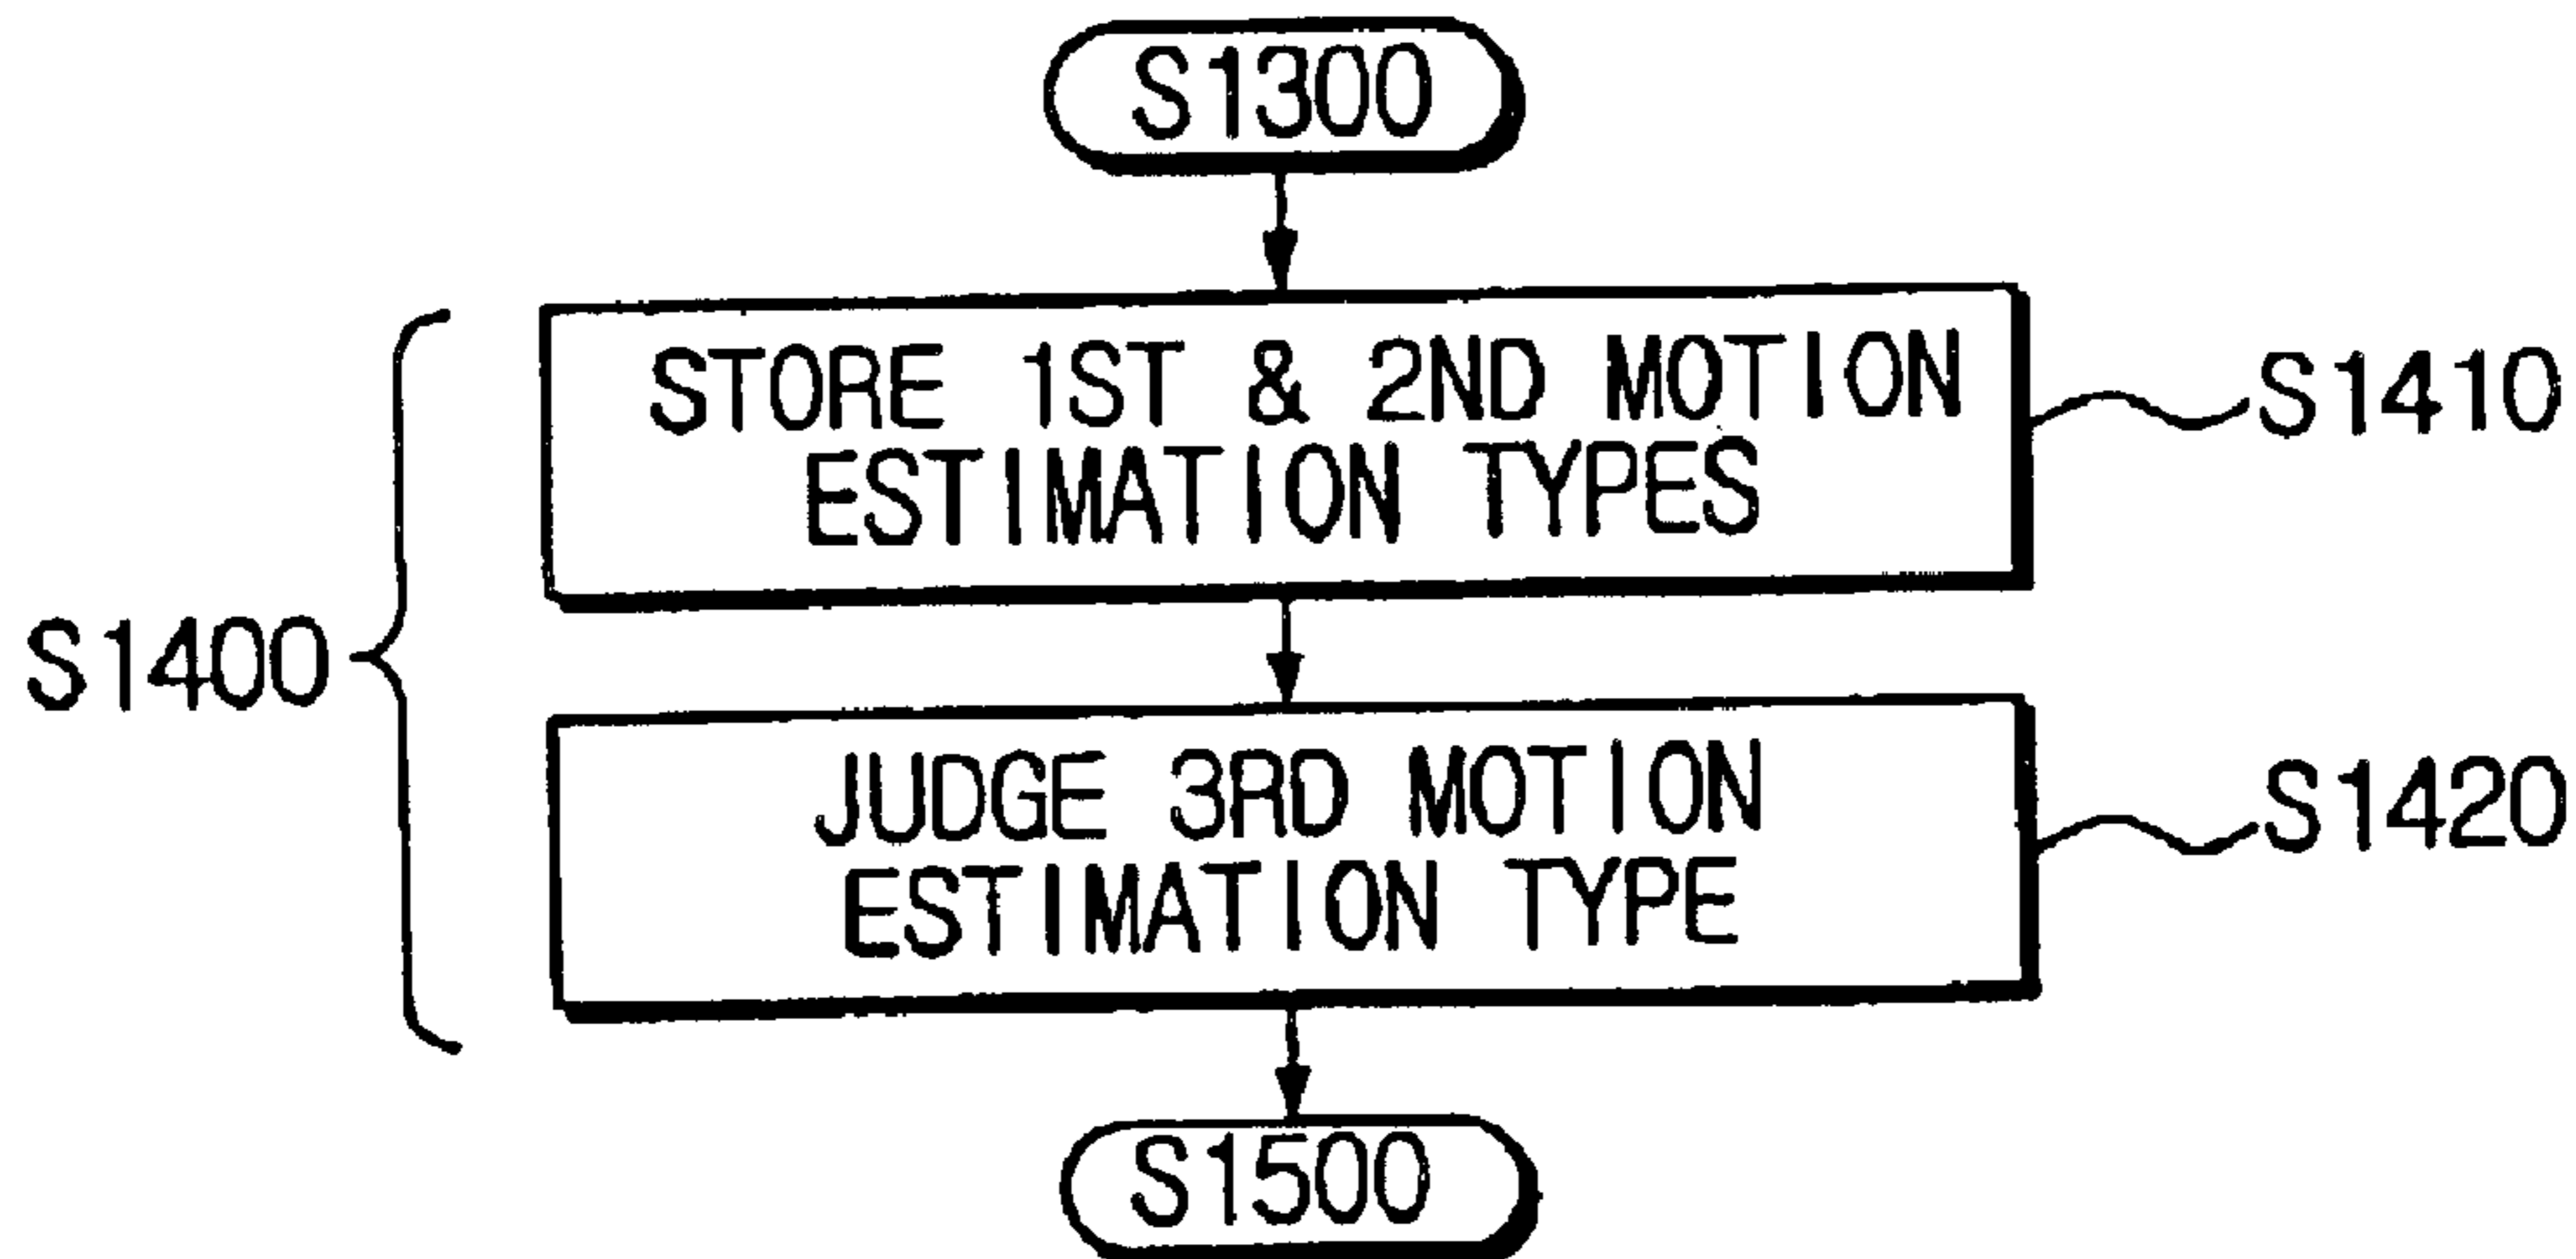 S1300
STORE 1ST & 2ND MOTION
ESTIMATION TYPES
S1410
S1400
JUDGE 3RD MOTION
ESTIMATION TYPE
S1420
S1500